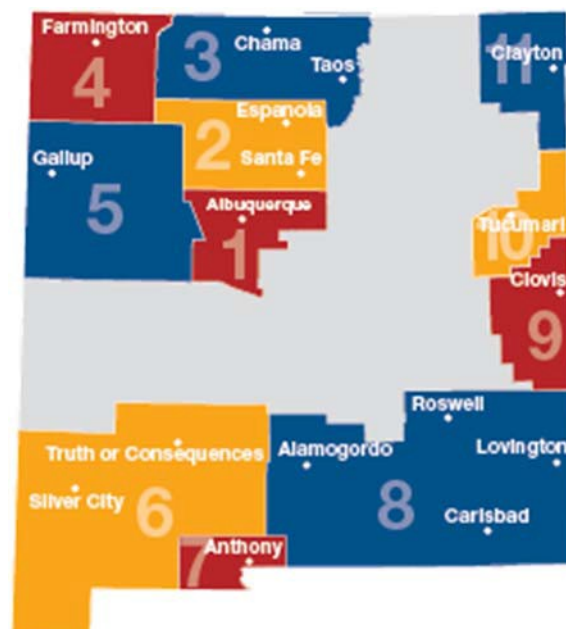 Farmington
4
3
Chama
Taos
11
Clayton
Espanola
2
Santa Fe
Gallup
5
Albuquerque
1
Tucumari
10
Clovis
9
Roswell
Truth or Consequences
Alamogordo
Lovington
Silver City
6
8
Carlsbad
Anthony
7